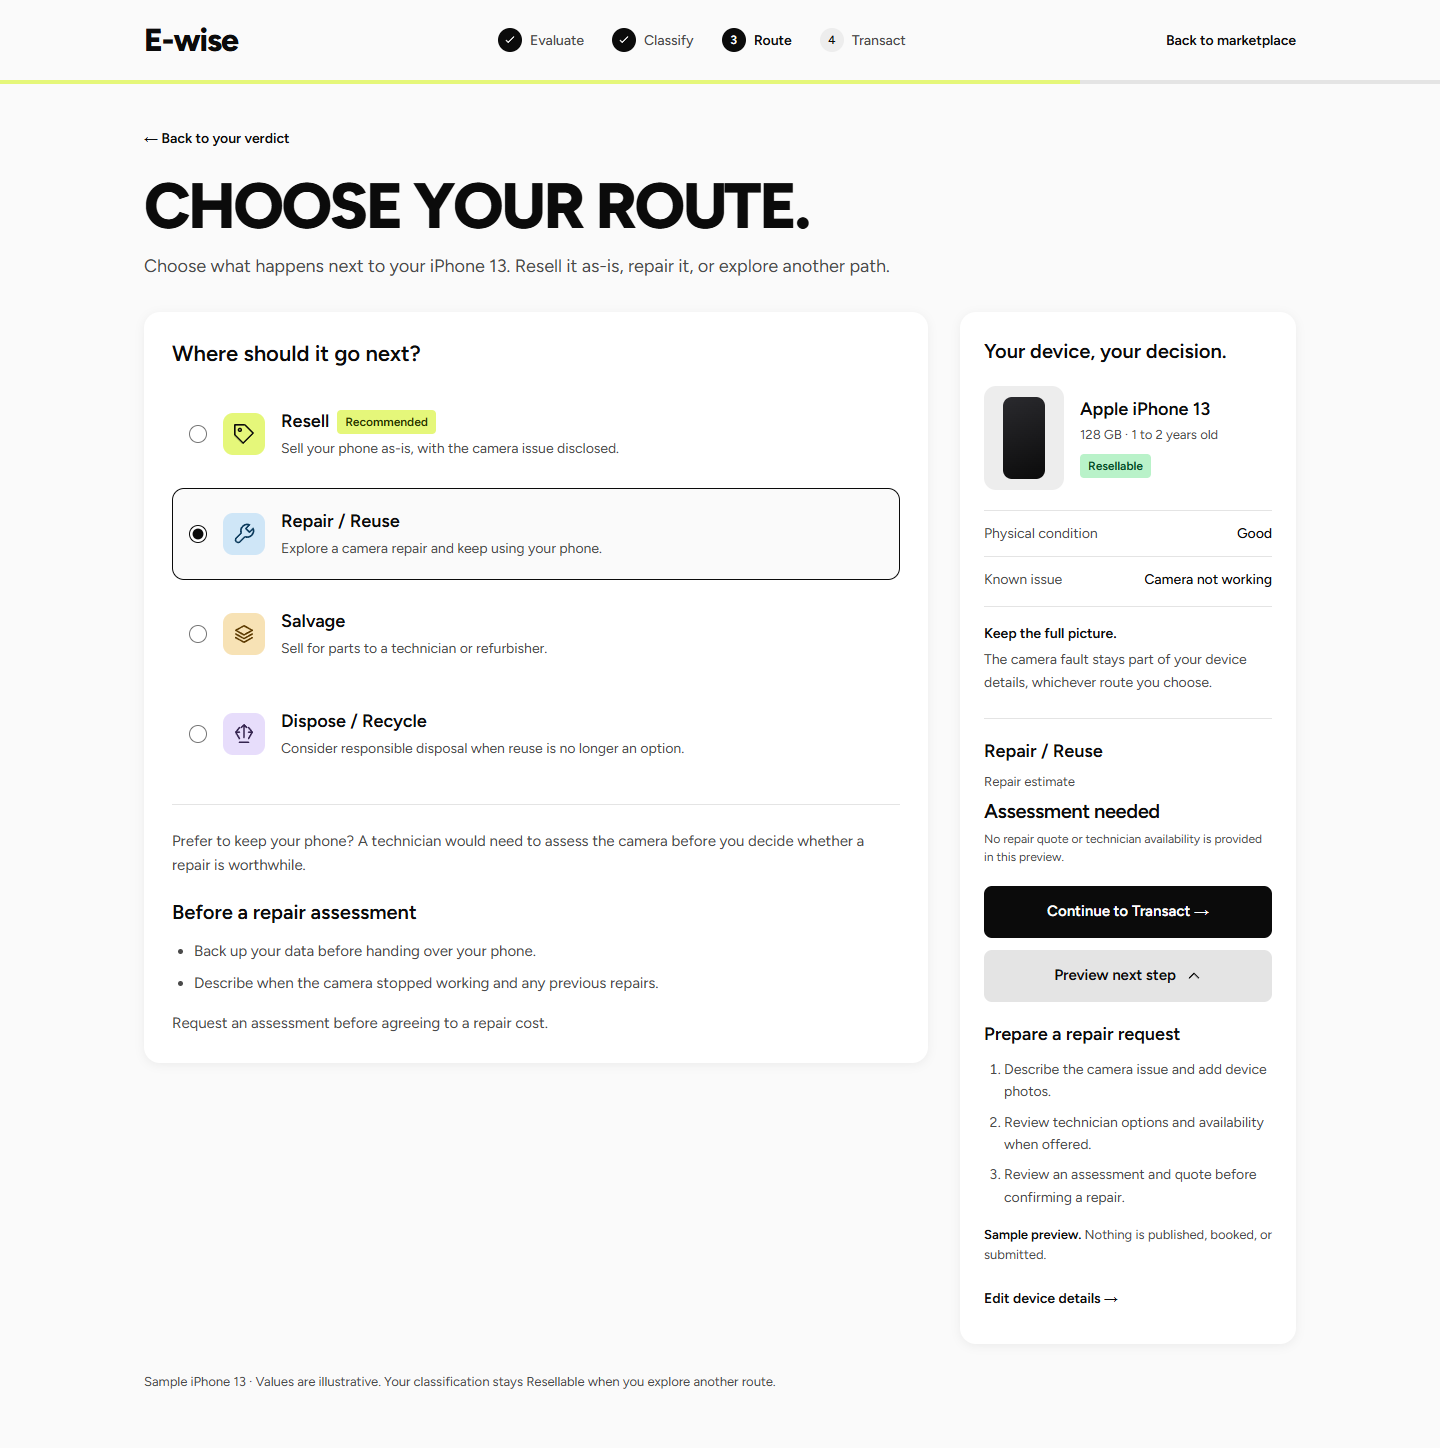 E-wise
Evaluate
Classify
3 Route
4 Transact
Back to marketplace
← Back to your verdict
CHOOSE YOUR ROUTE.
Choose what happens next to your iPhone 13. Resell it as-is, repair it, or explore another path.
Where should it go next?
Resell Recommended
Sell your phone as-is, with the camera issue disclosed.
Repair / Reuse
Explore a camera repair and keep using your phone.
Salvage
Sell for parts to a technician or refurbisher.
Dispose / Recycle
Consider responsible disposal when reuse is no longer an option.
Prefer to keep your phone? A technician would need to assess the camera before you decide whether a
repair is worthwhile.
Before a repair assessment
• Back up your data before handing over your phone.
• Describe when the camera stopped working and any previous repairs.
Request an assessment before agreeing to a repair cost.
Your device, your decision.
Apple iPhone 13
128 GB · 1 to 2 years old
Resellable
Physical condition Good
Known issue Camera not working
Keep the full picture.
The camera fault stays part of your device
details, whichever route you choose.
Repair / Reuse
Repair estimate
Assessment needed
No repair quote or technician availability is provided
in this preview.
Continue to Transact →
Preview next step
Prepare a repair request
1. Describe the camera issue and add device
photos.
2. Review technician options and availability
when offered.
3. Review an assessment and quote before
confirming a repair.
Sample preview. Nothing is published, booked, or
submitted.
Edit device details →
Sample iPhone 13 · Values are illustrative. Your classification stays Resellable when you explore another route.